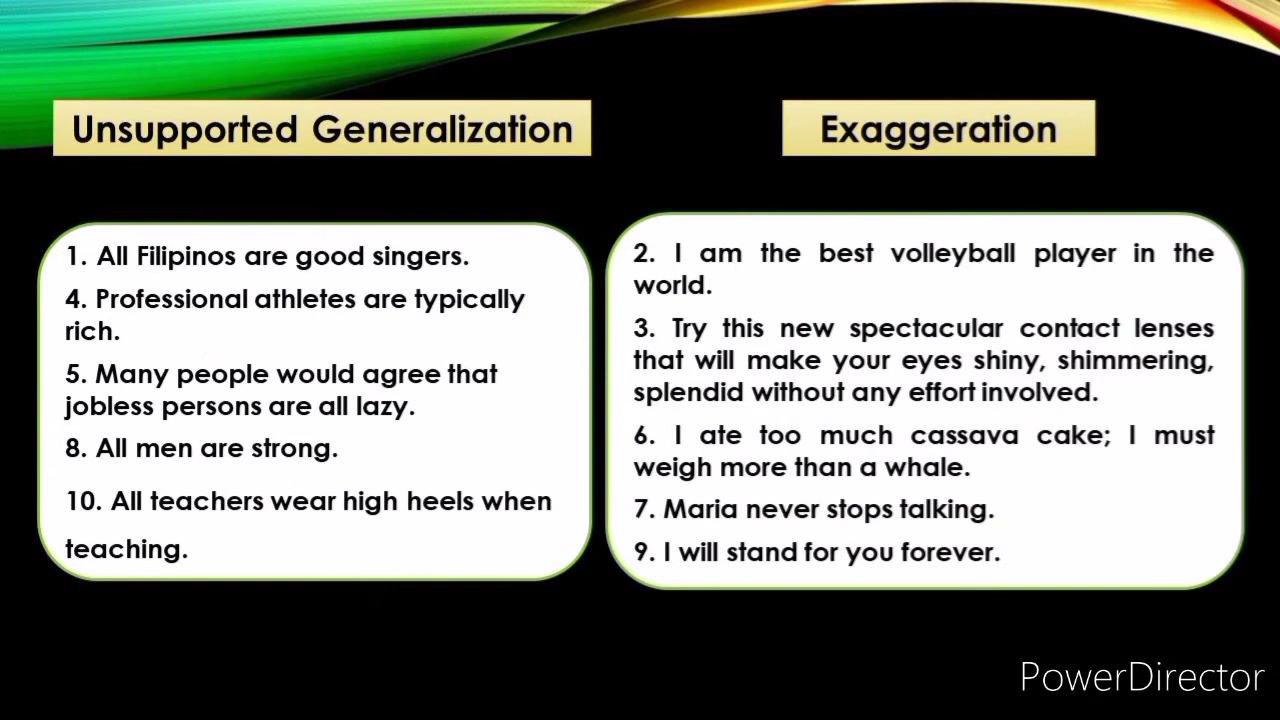 Unsupported Generalization
1. All Filipinos are good singers.
4. Professional athletes are typically
rich.
5. Many people would agree that
jobless persons are all lazy.
8. All men are strong.
10. All teachers wear high heels when
teaching.
Exaggeration
2. I am the best volleyball player in the
world.
3. Try this new spectacular contact lenses
that will make your eyes shiny, shimmering,
splendid without any effort involved.
6. I ate too much cassava cake; I must
weigh more than a whale.
7. Maria never stops talking.
9. I will stand for you forever.
PowerDirector